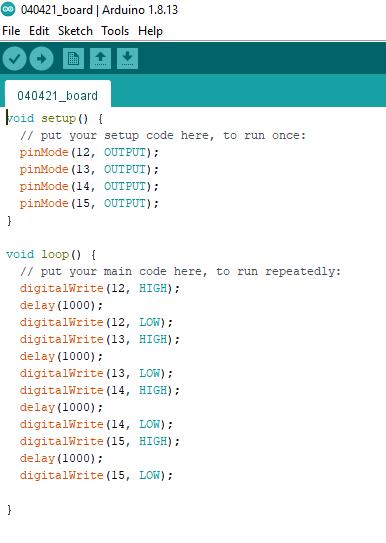 040421_board | Arduino 1.8.13
File Edit Sketch Tools Help
040421_board
void setup() {
  // put your setup code here, to run once:
  pinMode(12, OUTPUT);
  pinMode(13, OUTPUT);
  pinMode(14, OUTPUT);
  pinMode(15, OUTPUT);
}
void loop() {
  // put your main code here, to run repeatedly:
  digitalWrite(12, HIGH);
  delay(1000);
  digitalWrite(12, LOW);
  digitalWrite(13, HIGH);
  delay(1000);
  digitalWrite(13, LOW);
  digitalWrite(14, HIGH);
  delay(1000);
  digitalWrite(14, LOW);
  digitalWrite(15, HIGH);
  delay(1000);
  digitalWrite(15, LOW);
}